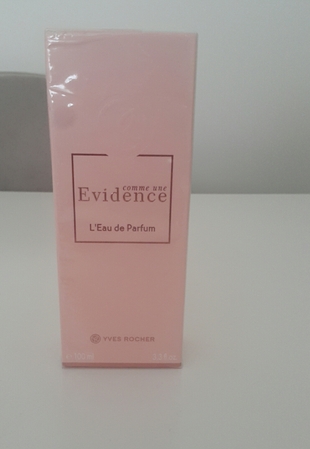 comme une
Evidence
L'Eau de Parfum
YVES ROCHER